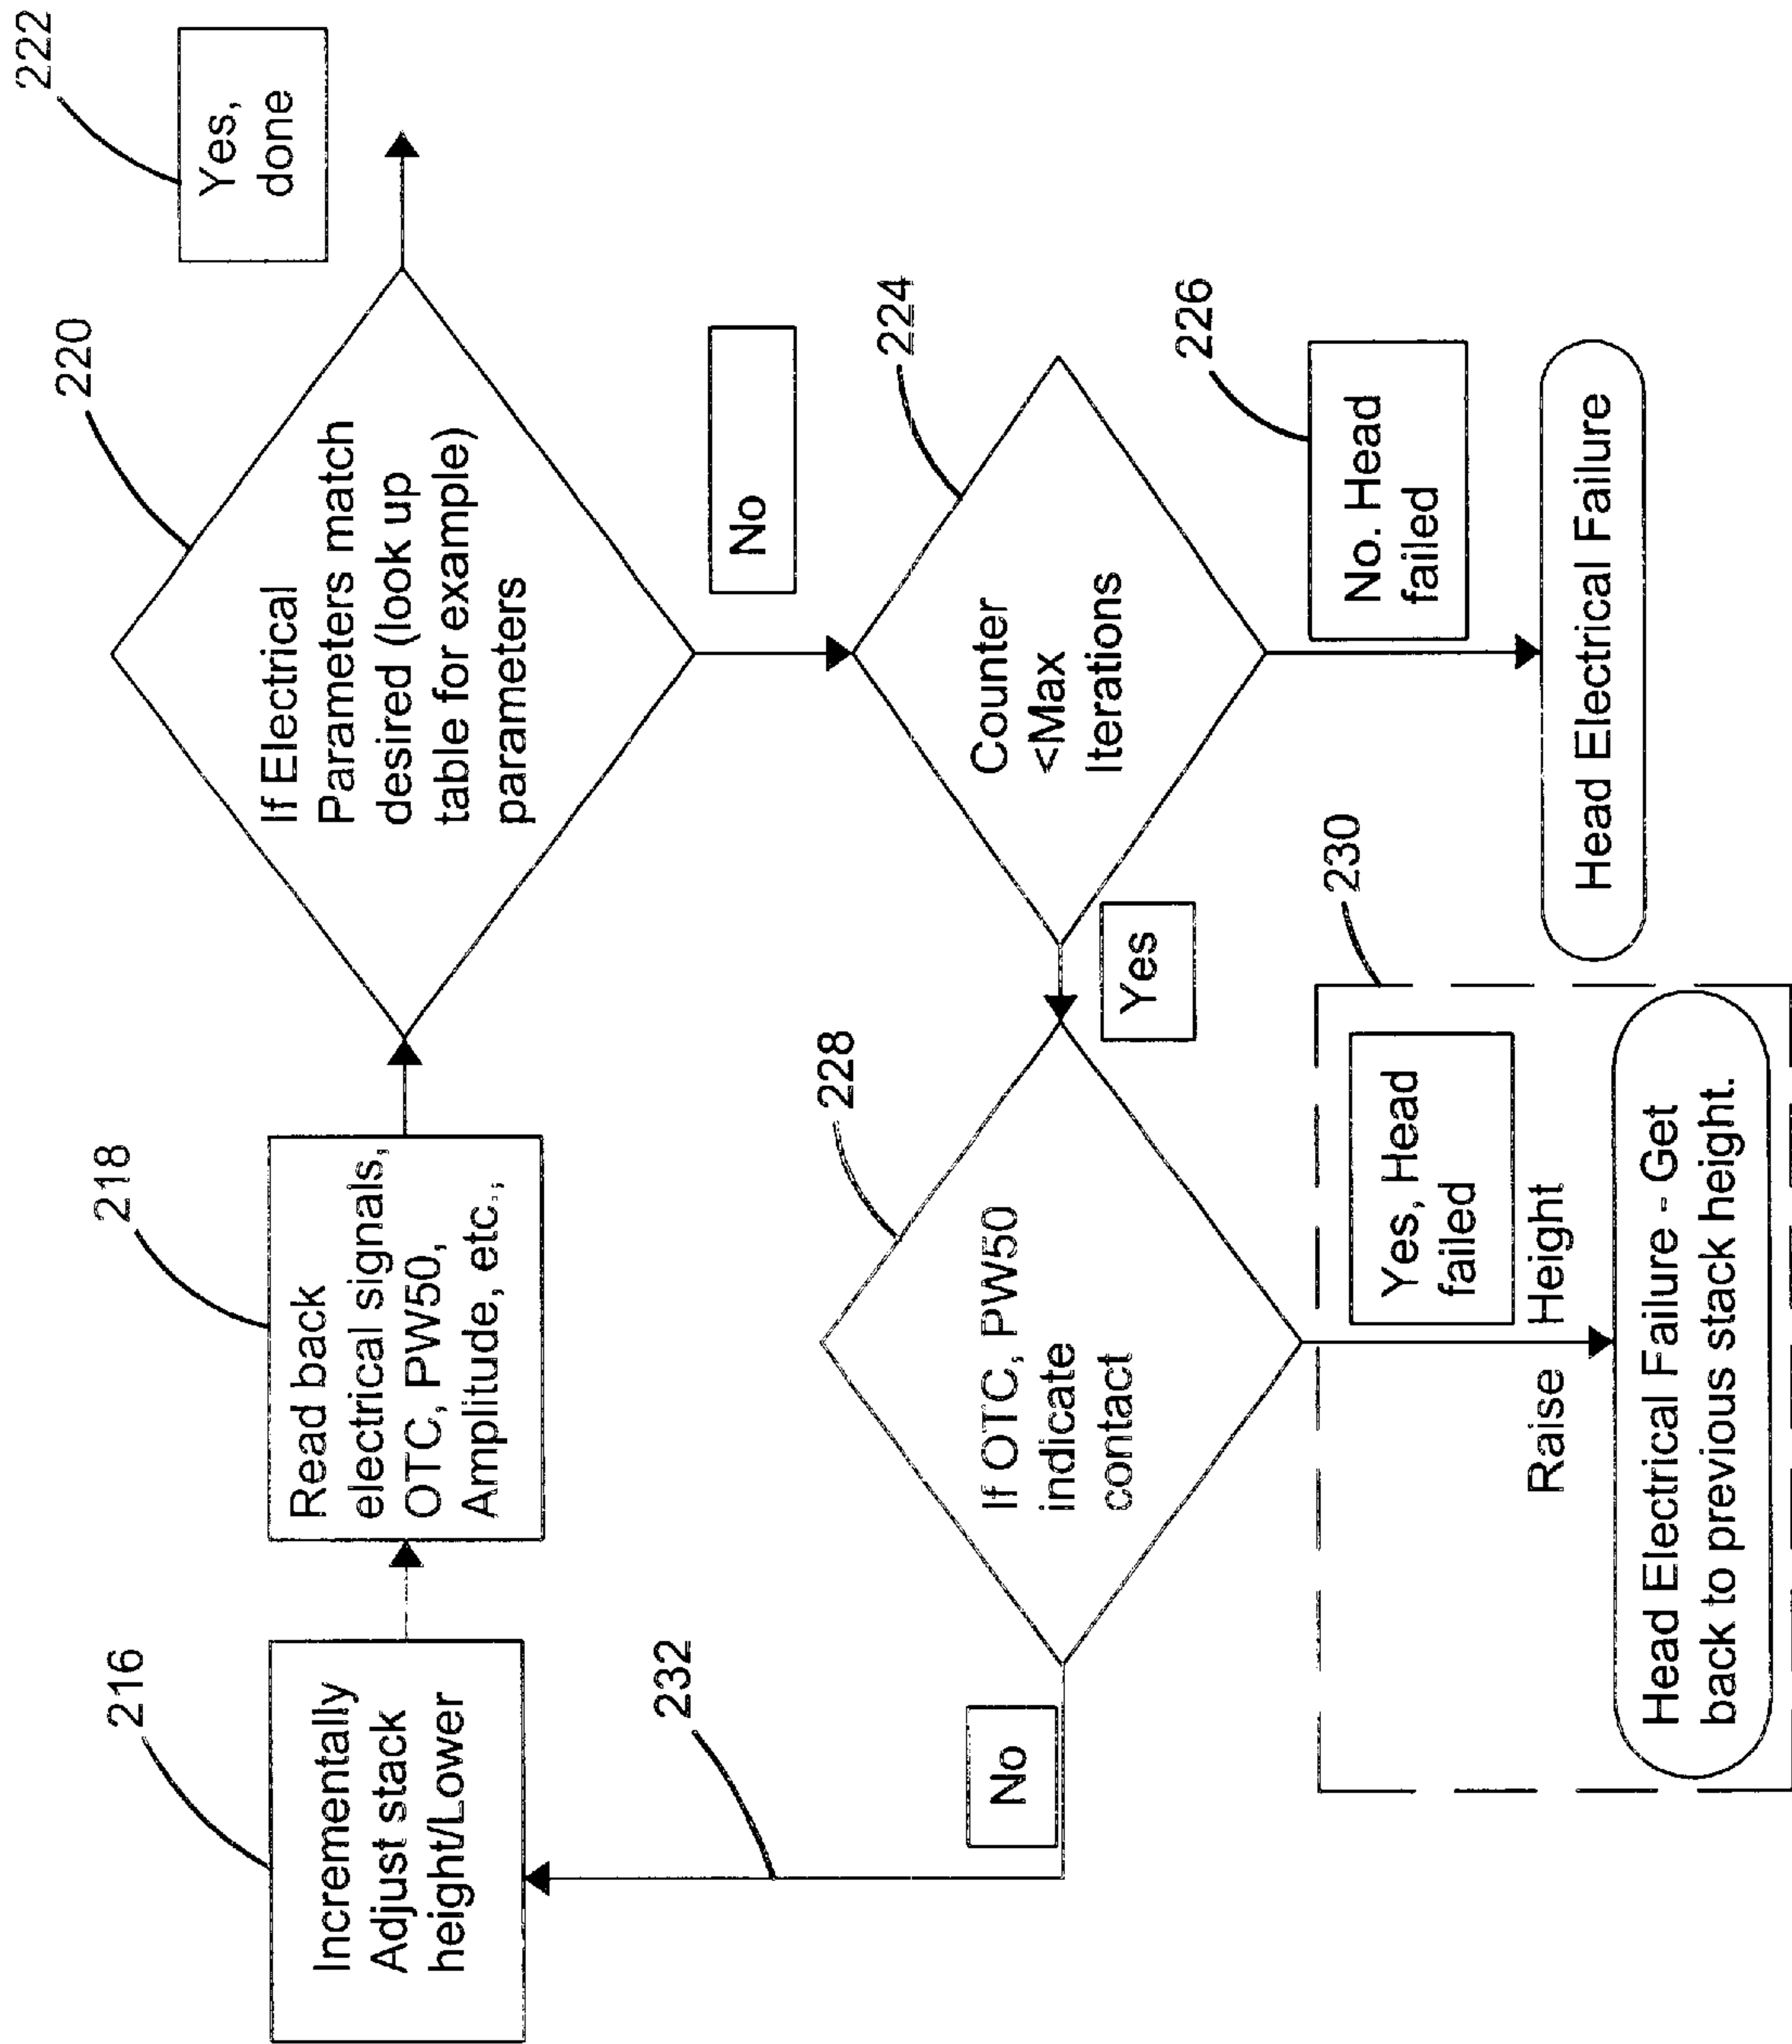 216
Incrementally
Adjust stack
height/Lower
218
Read back
electrical signals,
OTC, PW50,
Amplitude, etc.,
220
If Electrical
Parameters match
desired (look up
table for example)
parameters
222
Yes,
done
No
224
Counter
<Max
Iterations
226
No. Head
failed
Head Electrical Failure
Yes
228
If OTC, PW50
indicate
contact
No
232
230
Yes, Head
failed
Raise Height
Head Electrical Failure - Get
back to previous stack height.